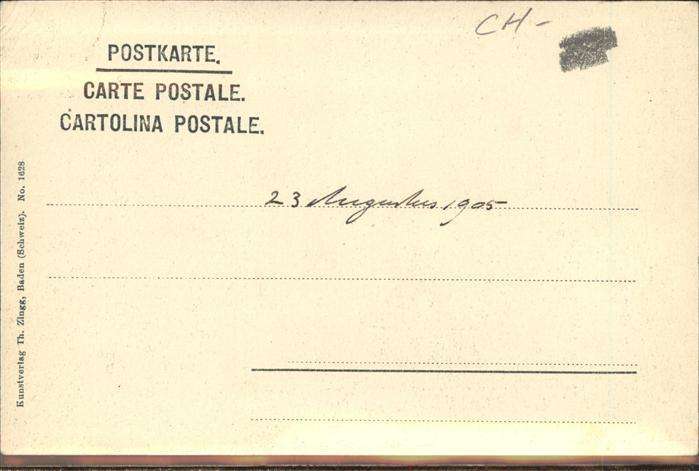 CH-
POSTKARTE.
CARTE POSTALE.
CARTOLINA POSTALE.
23 Augustus 1905
Kunstverlag Th. Zingg, Baden (Schweiz). No. 1628